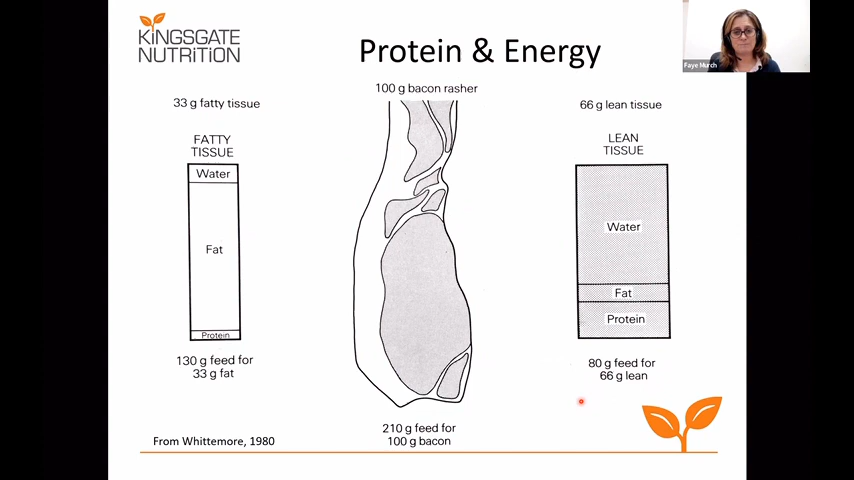 KINGSGATE
NUTRITION
Protein & Energy
Faye Murch
33 g fatty tissue
100 g bacon rasher
66 g lean tissue
FATTY
TISSUE
Water
Fat
Protein
130 g feed for
33 g fat
210 g feed for
100 g bacon
LEAN
TISSUE
Water
Fat
Protein
80 g feed for
66 g lean
From Whittemore, 1980